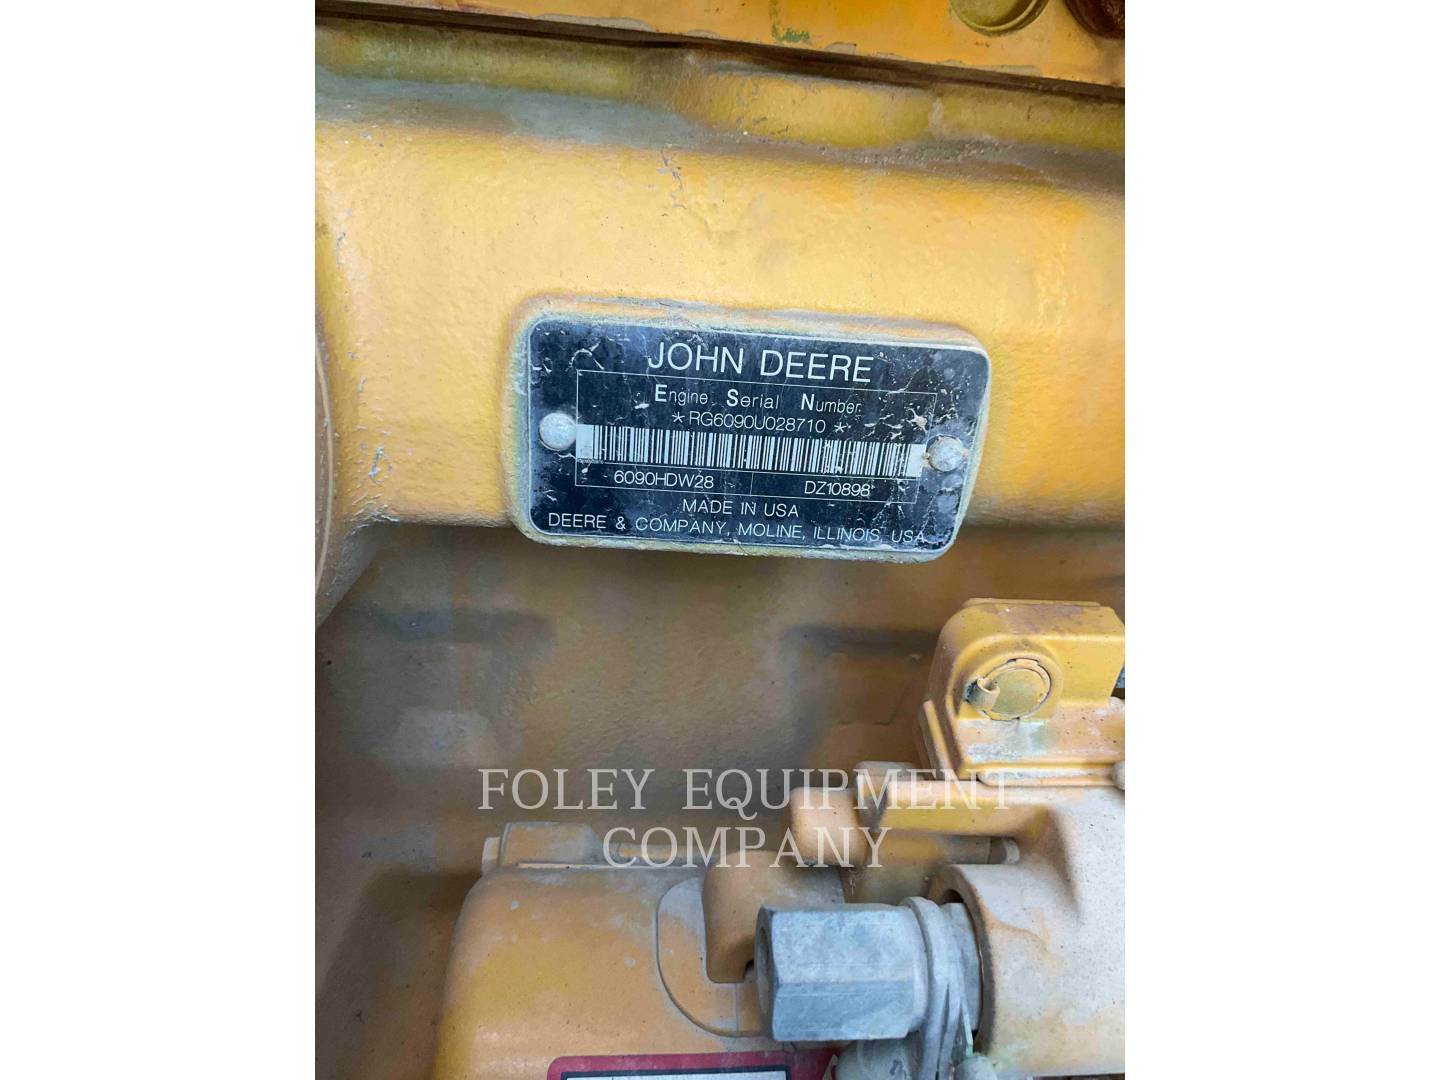 JOHN DEERE
Engine Serial Number
*RG6090U028710*
6090HDW28 DZ10898
MADE IN USA
DEERE & COMPANY, MOLINE, ILLINOIS, USA
FOLEY EQUIPMENT
COMPANY